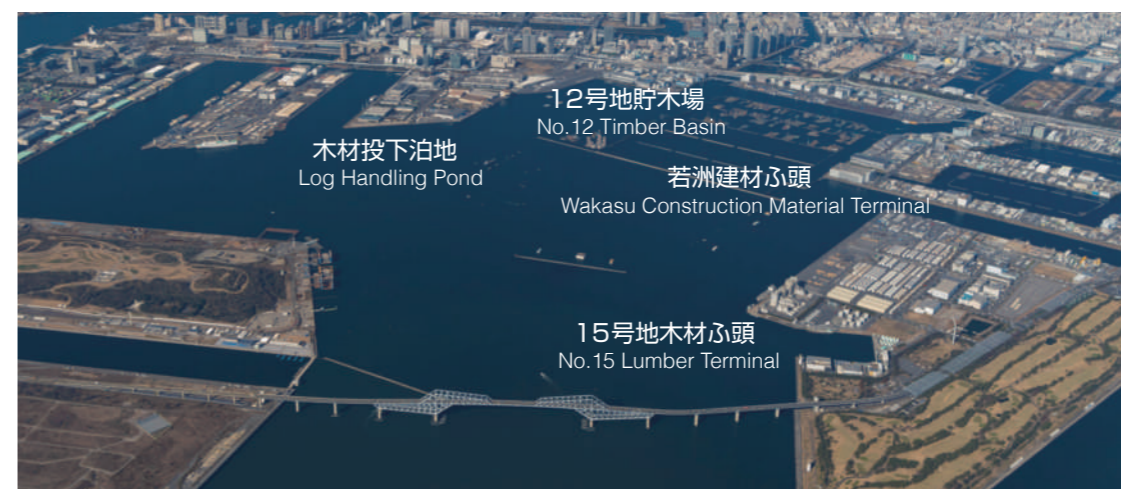 12号地貯木場
No.12 Timber Basin
木材投下泊地
Log Handling Pond
若洲建材ふ頭
Wakasu Construction Material Terminal
15号地木材ふ頭
No.15 Lumber Terminal